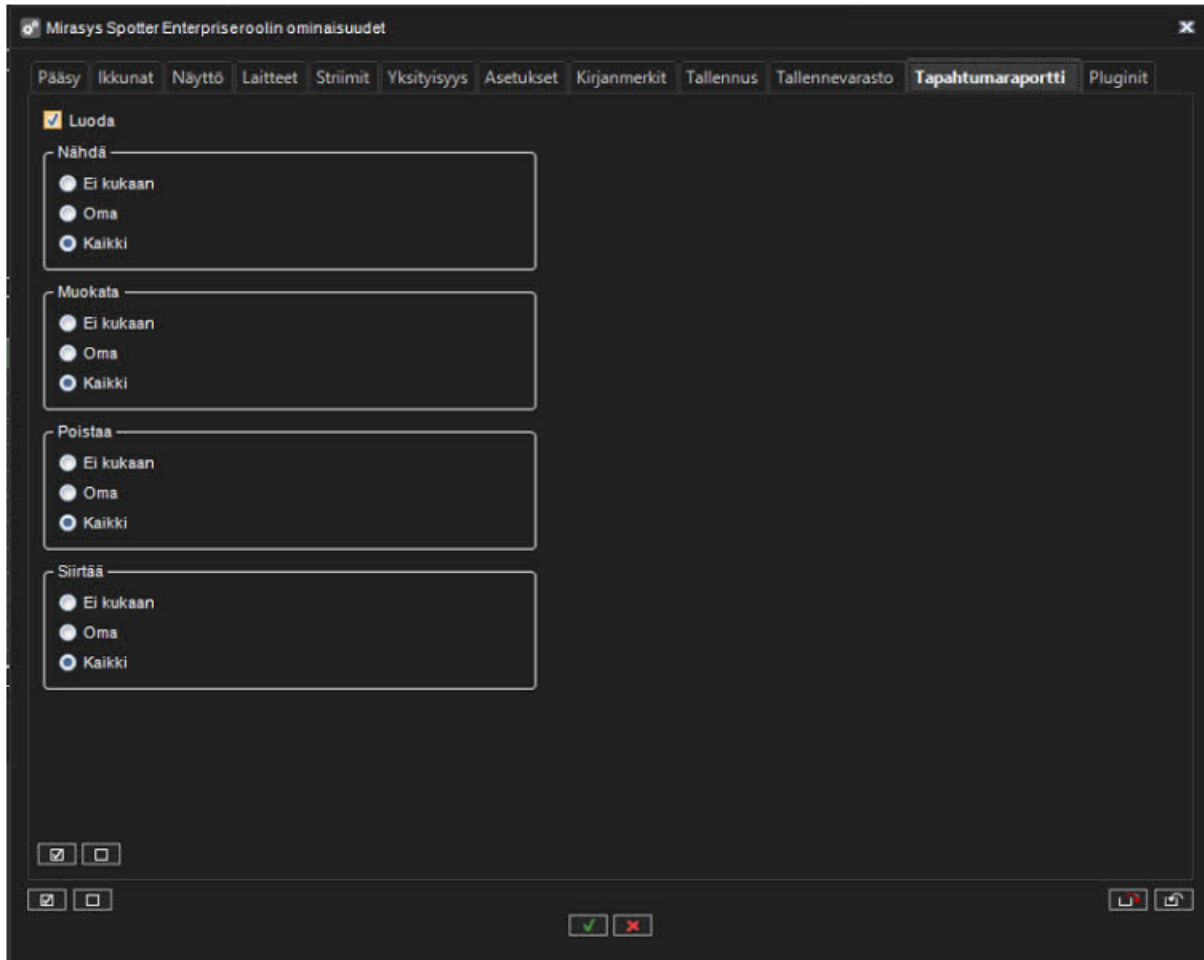 Mirasys Spotter Enterpriseroolin ominaisuudet
Pääsy Ikkunat Näyttö Laitteet Striimit Yksityisyys Asetukset Kirjanmerkit Tallennus Tallennevarasto Tapahtumaraportti Pluginit
Luoda
Nähdä
Ei kukaan
Oma
Kaikki
Muokata
Ei kukaan
Oma
Kaikki
Poistaa
Ei kukaan
Oma
Kaikki
Siirtää
Ei kukaan
Oma
Kaikki